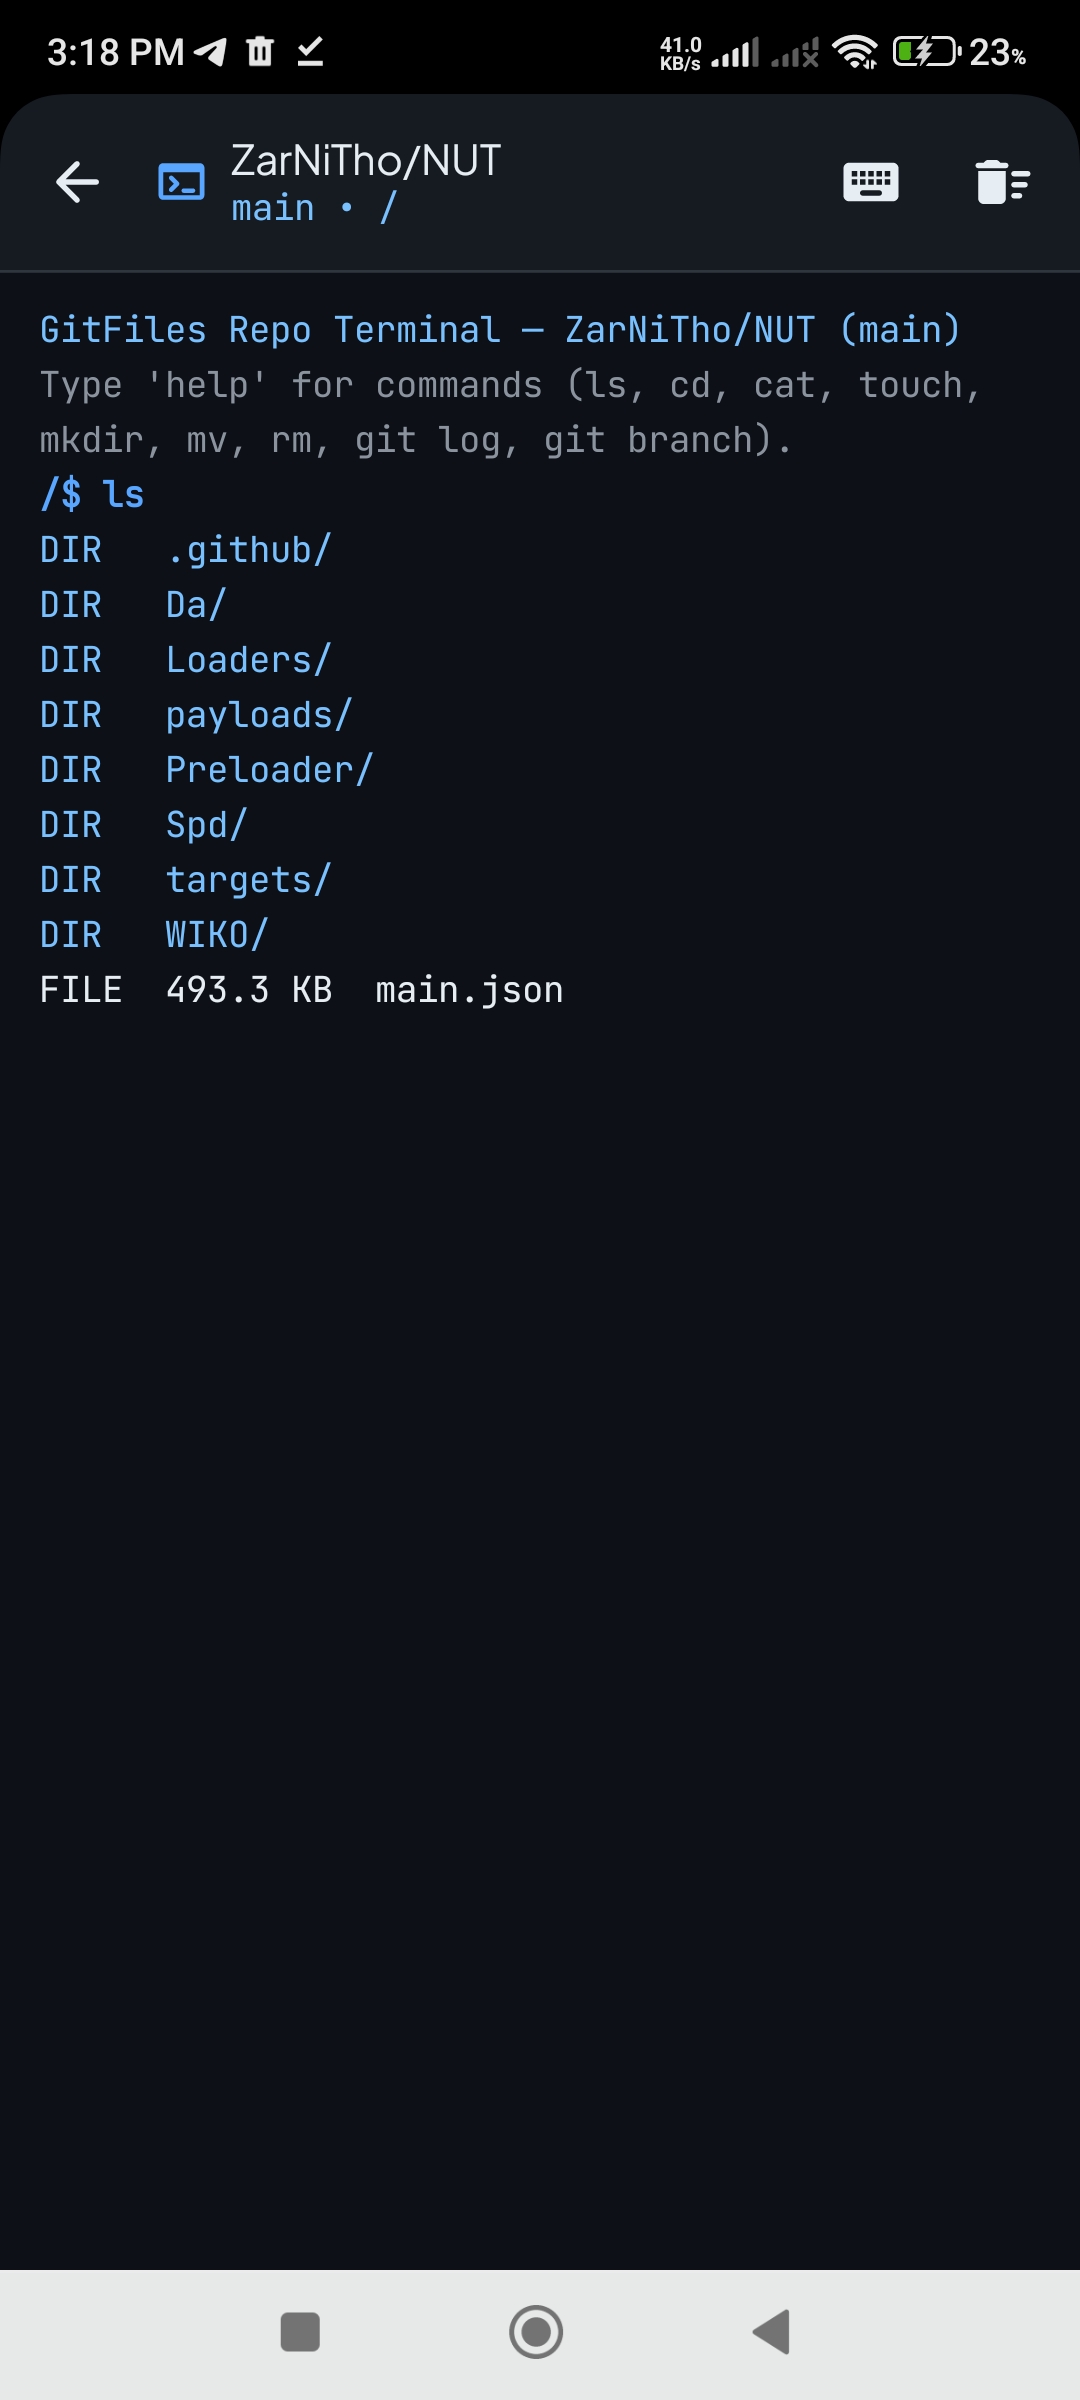 3:18 PM
41.0
KB/s
23%
ZarNiTho/NUT
main • /
GitFiles Repo Terminal — ZarNiTho/NUT (main)
Type 'help' for commands (ls, cd, cat, touch,
mkdir, mv, rm, git log, git branch).
/$ ls
DIR .github/
DIR Da/
DIR Loaders/
DIR payloads/
DIR Preloader/
DIR Spd/
DIR targets/
DIR WIKO/
FILE 493.3 KB main.json